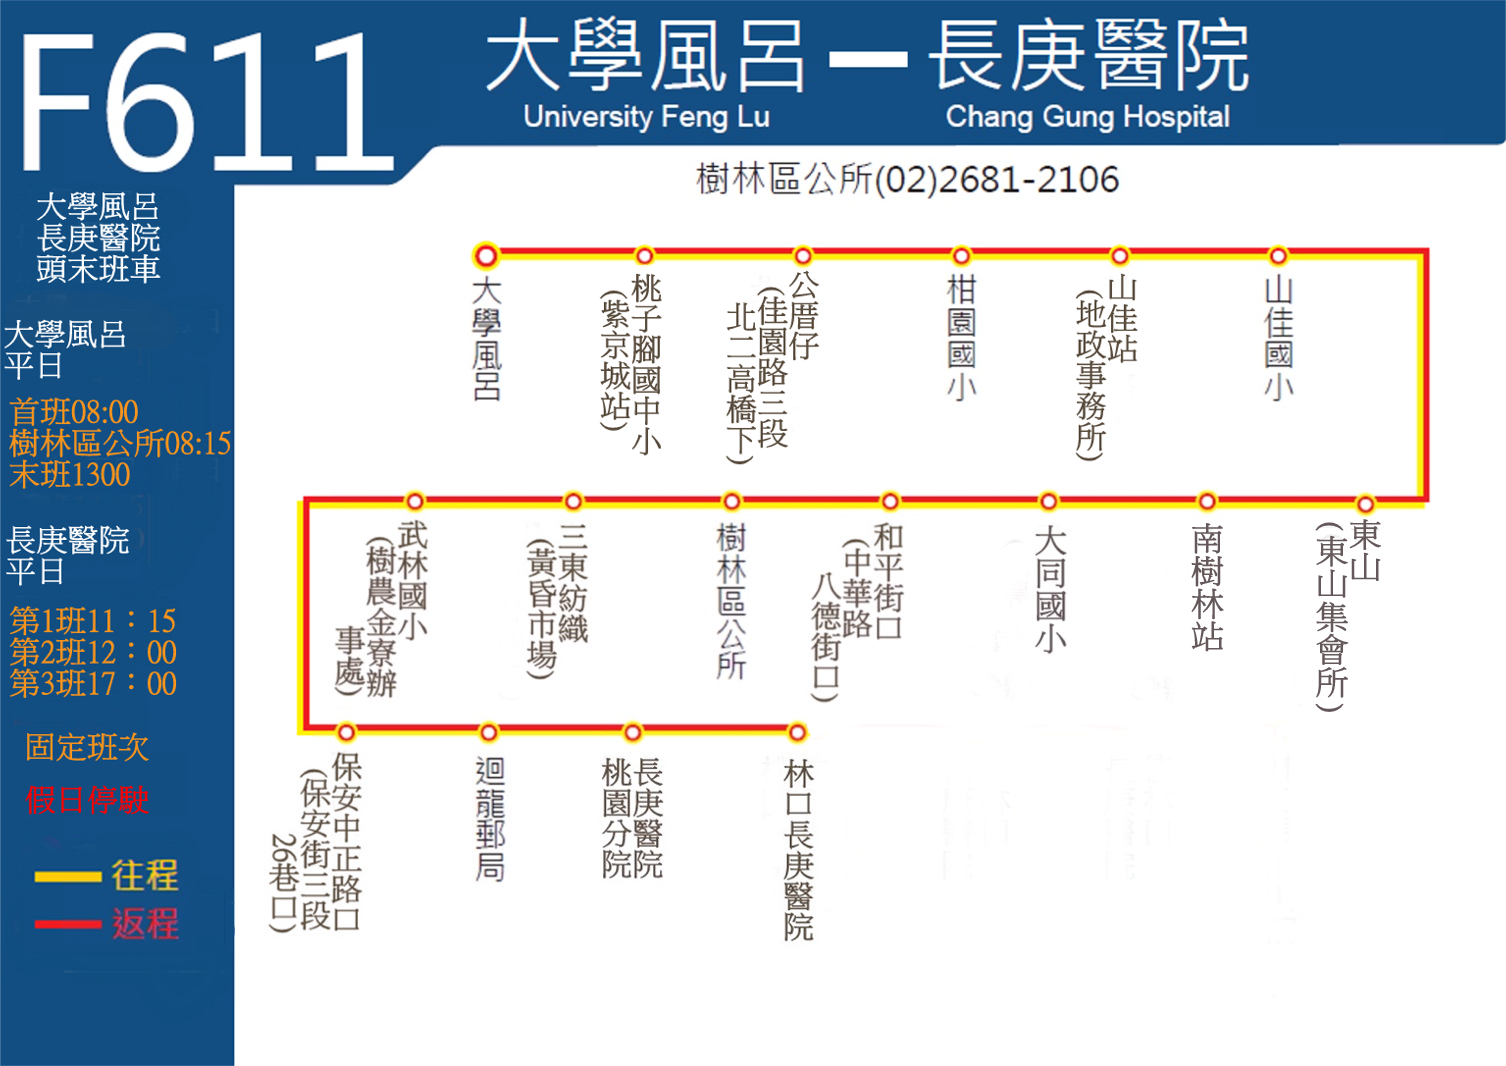 F611
大學風呂 — 長庚醫院
University Feng Lu
Chang Gung Hospital
樹林區公所(02)2681-2106
大學風呂
長庚醫院
頭末班車
大學風呂
平日
首班08:00
樹林區公所08:15
末班1300
長庚醫院
平日
第1班11：15
第2班12：00
第3班17：00
固定班次
假日停駛
往程
返程
大學風呂
桃子腳國中小
(紫京城站)
公厝仔
(佳園路三段
北二高橋下)
柑園國小
山佳站
(地政事務所)
山佳國小
東山
(東山集會所)
南樹林站
大同國小
和平街口
(中華路
八德街口)
樹林區公所
三東紡織
(黃昏市場)
武林國小
(樹農金寮辦
事處)
保安中正路口
(保安街三段
26巷口)
迴龍郵局
長庚醫院
桃園分院
林口長庚醫院